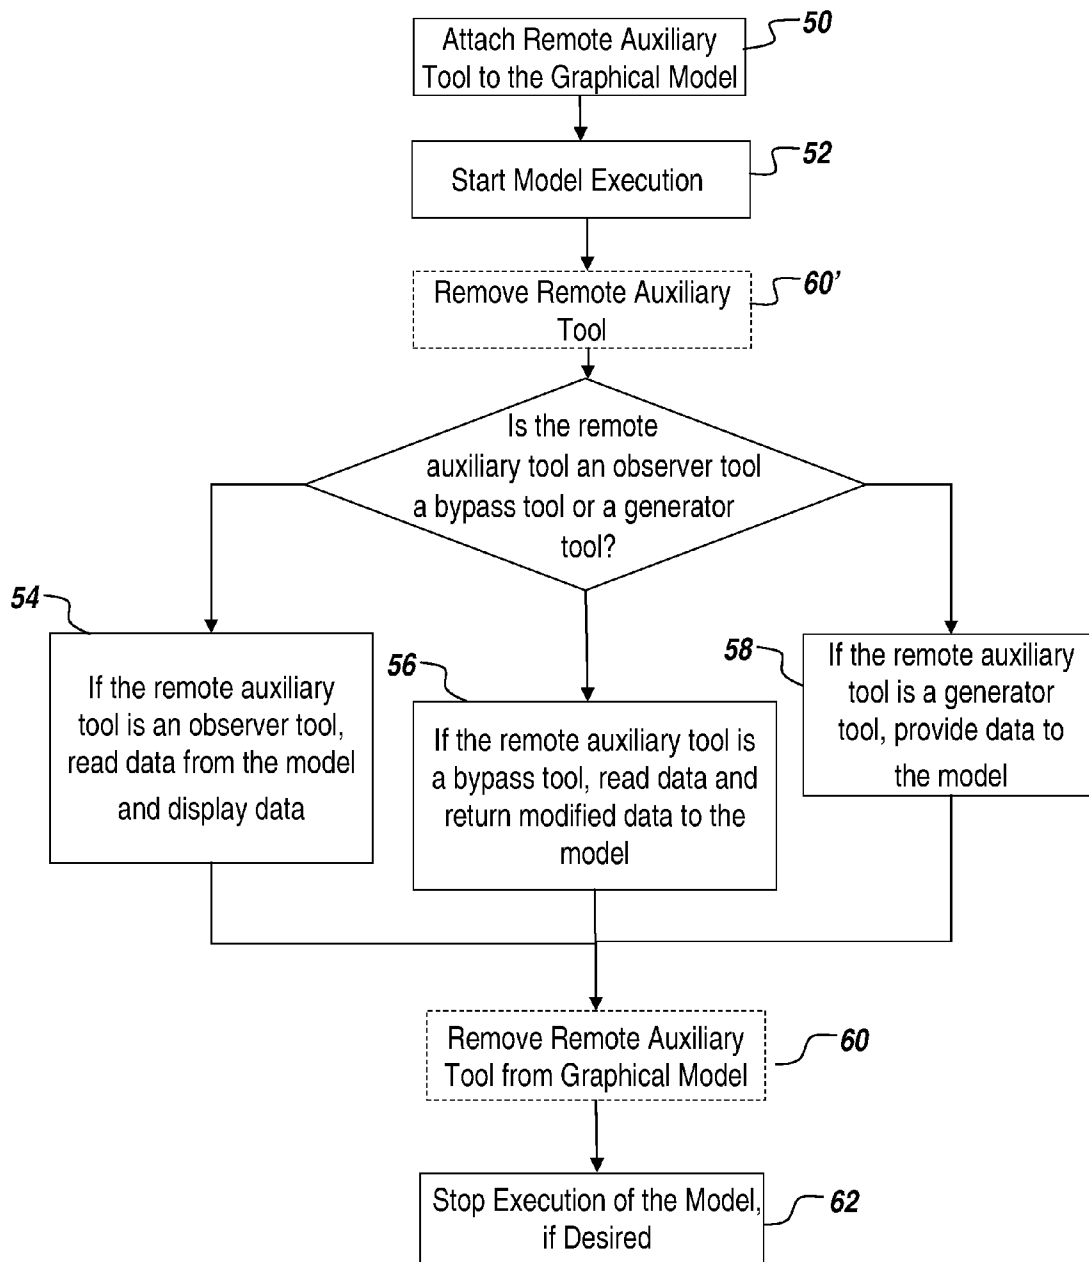 50
Attach Remote Auxiliary
Tool to the Graphical Model
52
Start Model Execution
60’
Remove Remote Auxiliary
Tool
Is the remote
auxiliary tool an observer tool
a bypass tool or a generator
tool?
54
If the remote auxiliary
tool is an observer tool,
read data from the model
and display data
56
If the remote auxiliary tool is
a bypass tool, read data and
return modified data to the
model
58
If the remote auxiliary
tool is a generator
tool, provide data to
the model
Remove Remote Auxiliary
Tool from Graphical Model
60
Stop Execution of the Model,
if Desired
62